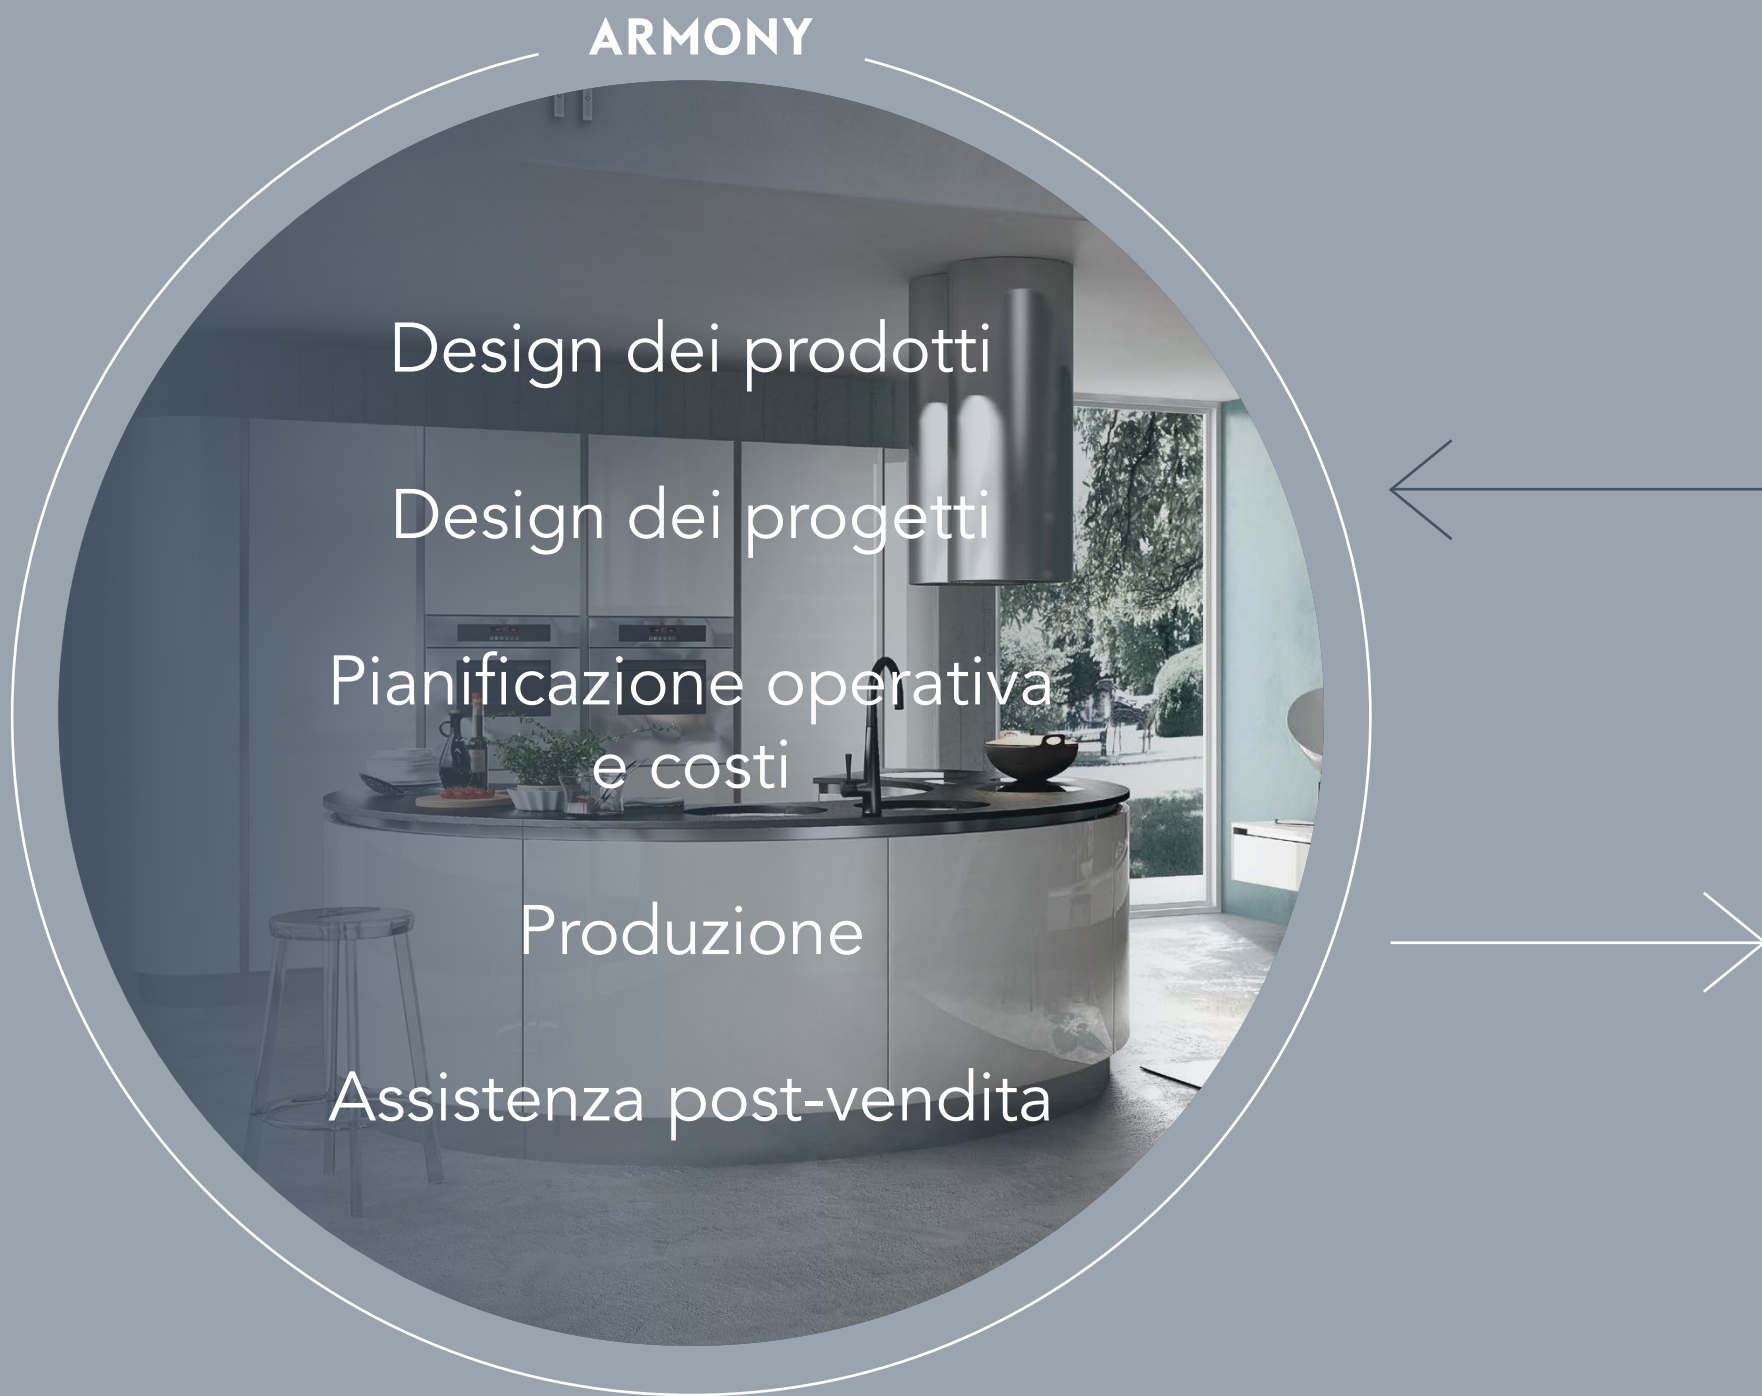 ARMONY
Design dei prodotti
Design dei progetti
Pianificazione operativa
e costi
Produzione
Assistenza post-vendita